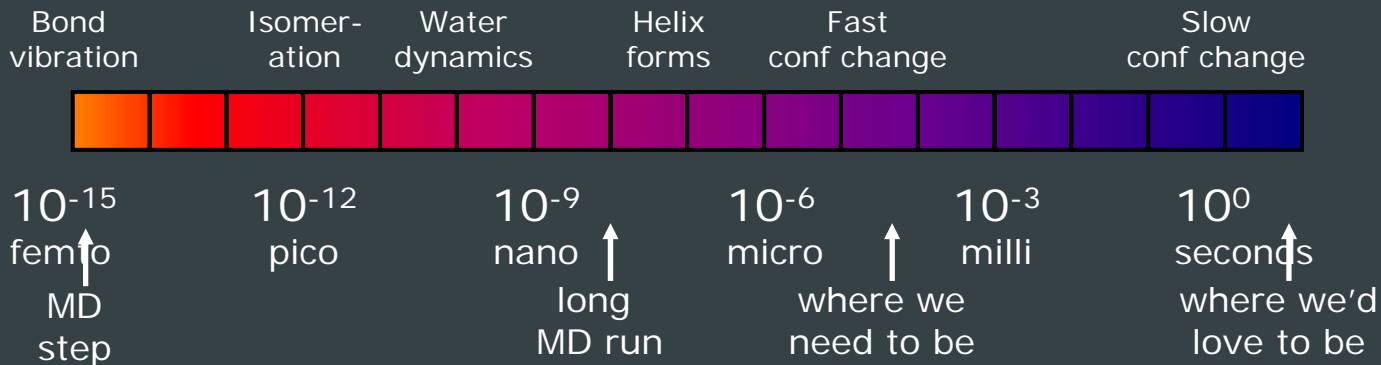 Bond
vibration
Isomer-
ation
Water
dynamics
Helix
forms
Fast
conf change
Slow
conf change
10⁻¹⁵
femto
10⁻¹²
pico
10⁻⁹
nano
10⁻⁶
micro
10⁻³
milli
10⁰
seconds
MD
step
long
MD run
where we
need to be
where we'd
love to be